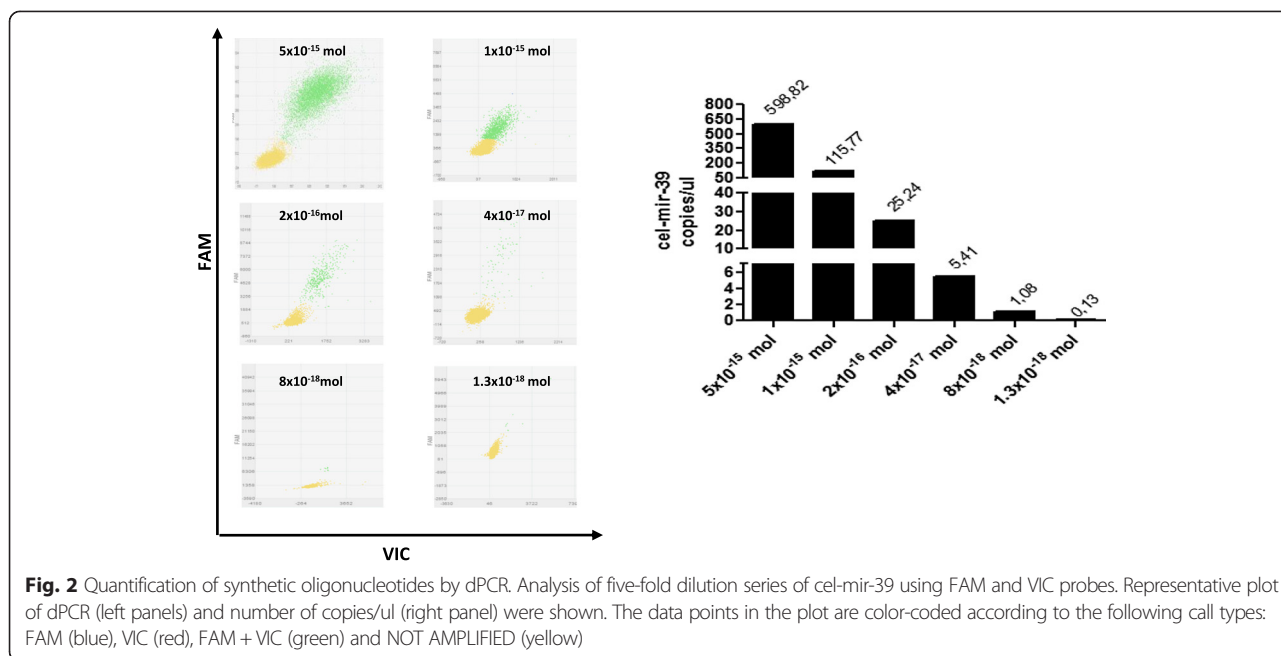 5x10-15 mol
1x10-15 mol
2x10-16mol
4x10-17 mol
8x10-18mol
1.3x10-18 mol
FAM
VIC
cel-mir-39
copies/ul
800
650
500
350
200
50
40
30
20
10
6
4
2
0
598,82
115,77
25,24
5,41
1,08
0,13
5x10-15 mol
1x10-15 mol
2x10-16 mol
4x10-17 mol
8x10-18 mol
1.3x10-18 mol
Fig. 2 Quantification of synthetic oligonucleotides by dPCR. Analysis of five-fold dilution series of cel-mir-39 using FAM and VIC probes. Representative plot
of dPCR (left panels) and number of copies/ul (right panel) were shown. The data points in the plot are color-coded according to the following call types:
FAM (blue), VIC (red), FAM + VIC (green) and NOT AMPLIFIED (yellow)